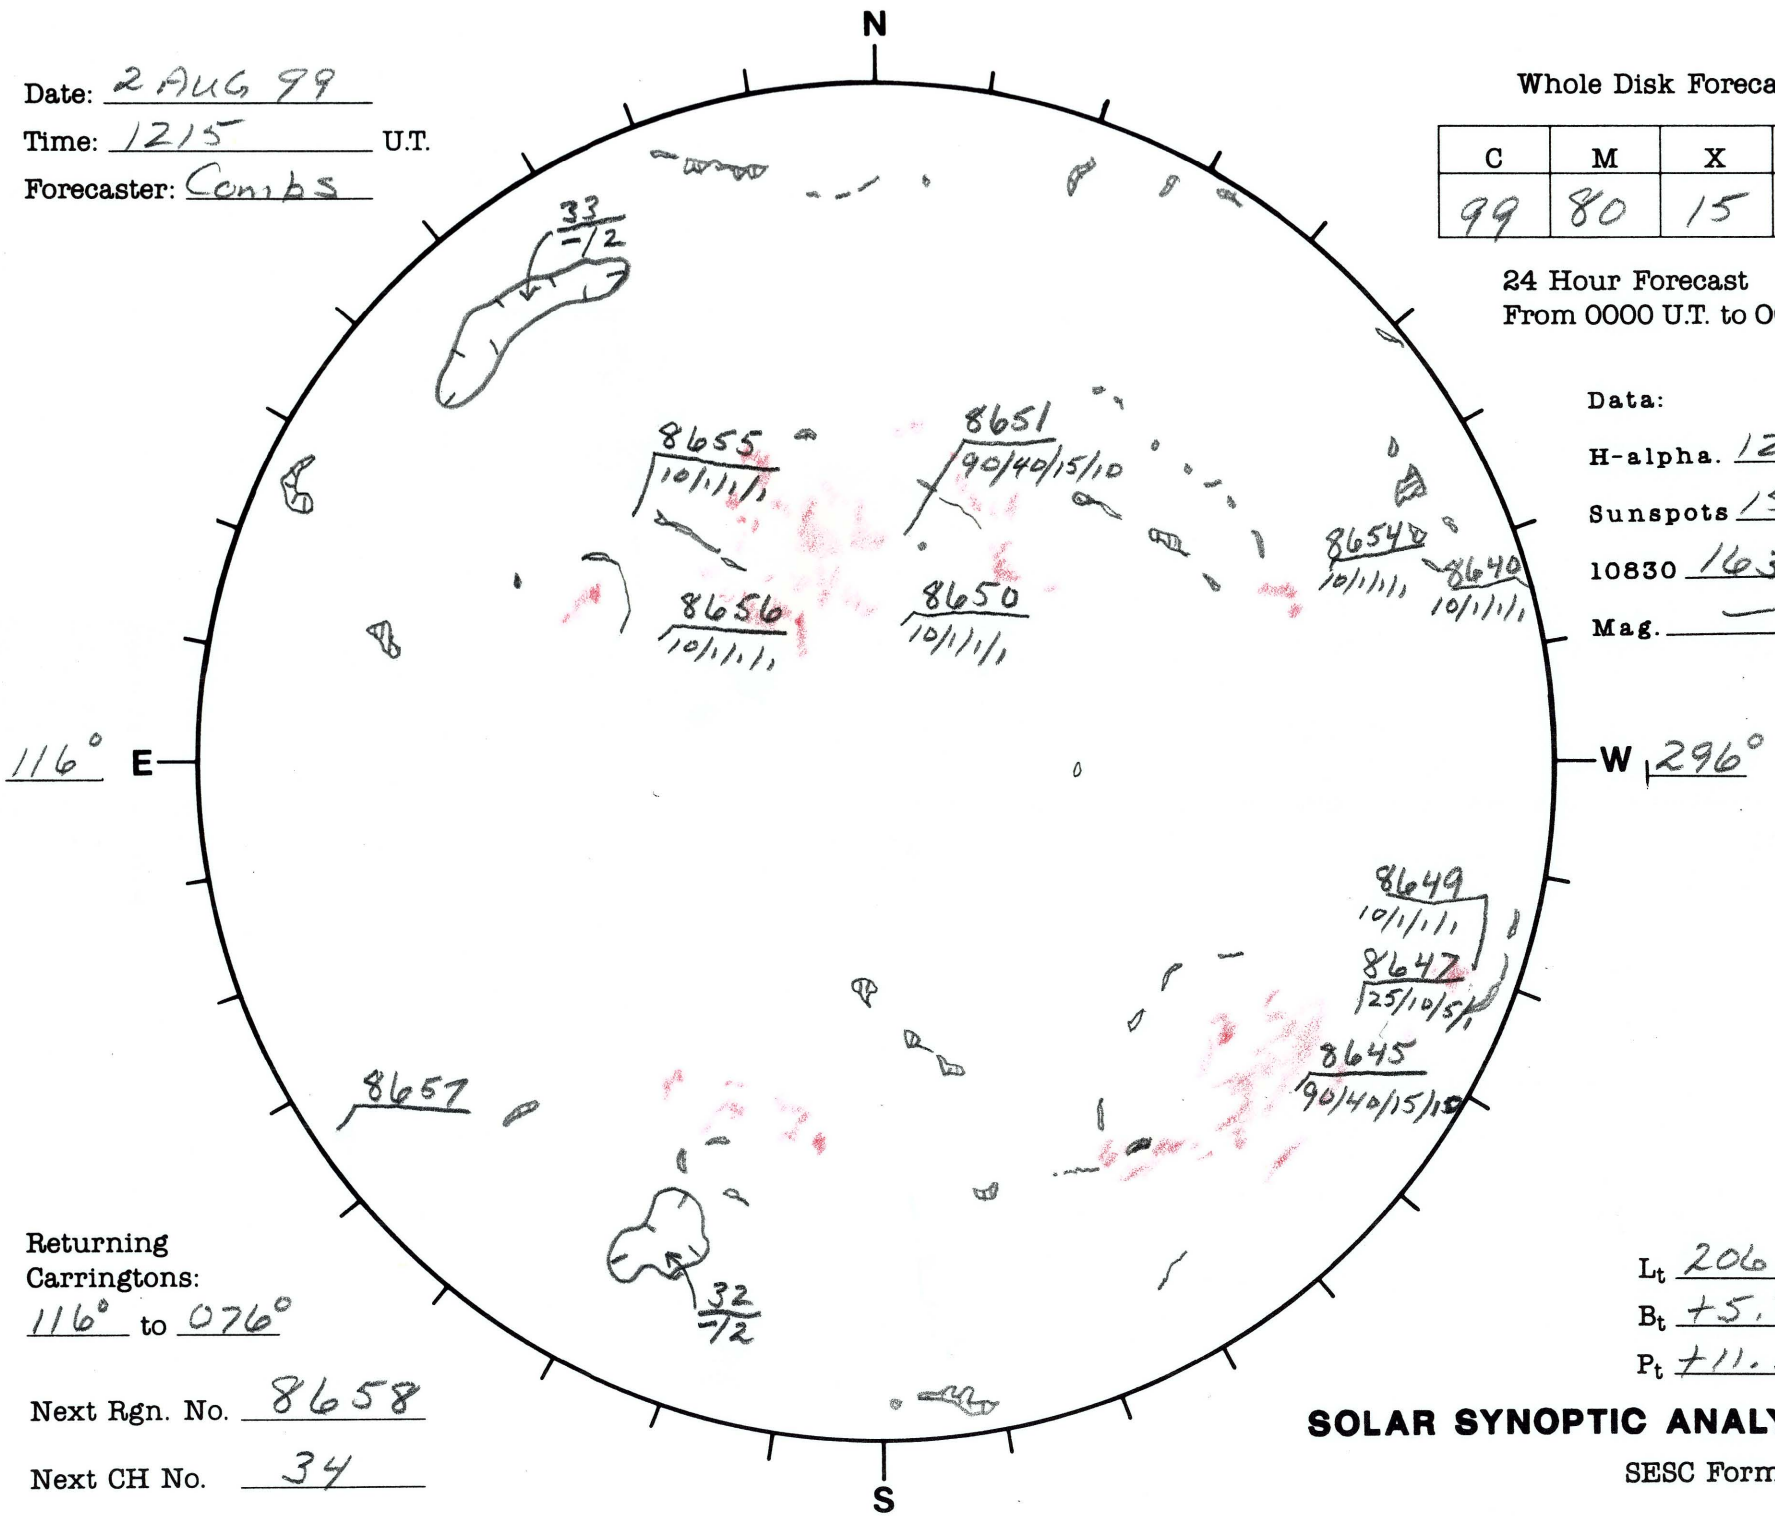 N
Date: 2 AUG 99
Time: 1215 U.T.
Forecaster: Combs
Whole Disk Foreca
C M X
99 80 15
24 Hour Forecast
From 0000 U.T. to 0
Data:
H-alpha. 12
Sunspots 15
10830 163
Mag.
33
-/2
8655
10/1/1/1
8651
90/40/15/10
8654
10/1/1/1
8640
10/1/1/1
8656
10/1/1/1
8650
10/1/1/1
116° E
W 296°
8649
10/1/1/1
8647
25/10/5/1
8645
90/40/15/10
8657
32
-/2
Returning
Carringtons:
116° to 076°
Next Rgn. No. 8658
Next CH No. 34
Lt 206
Bt +5.
Pt +11.
SOLAR SYNOPTIC ANALY
SESC Form
S